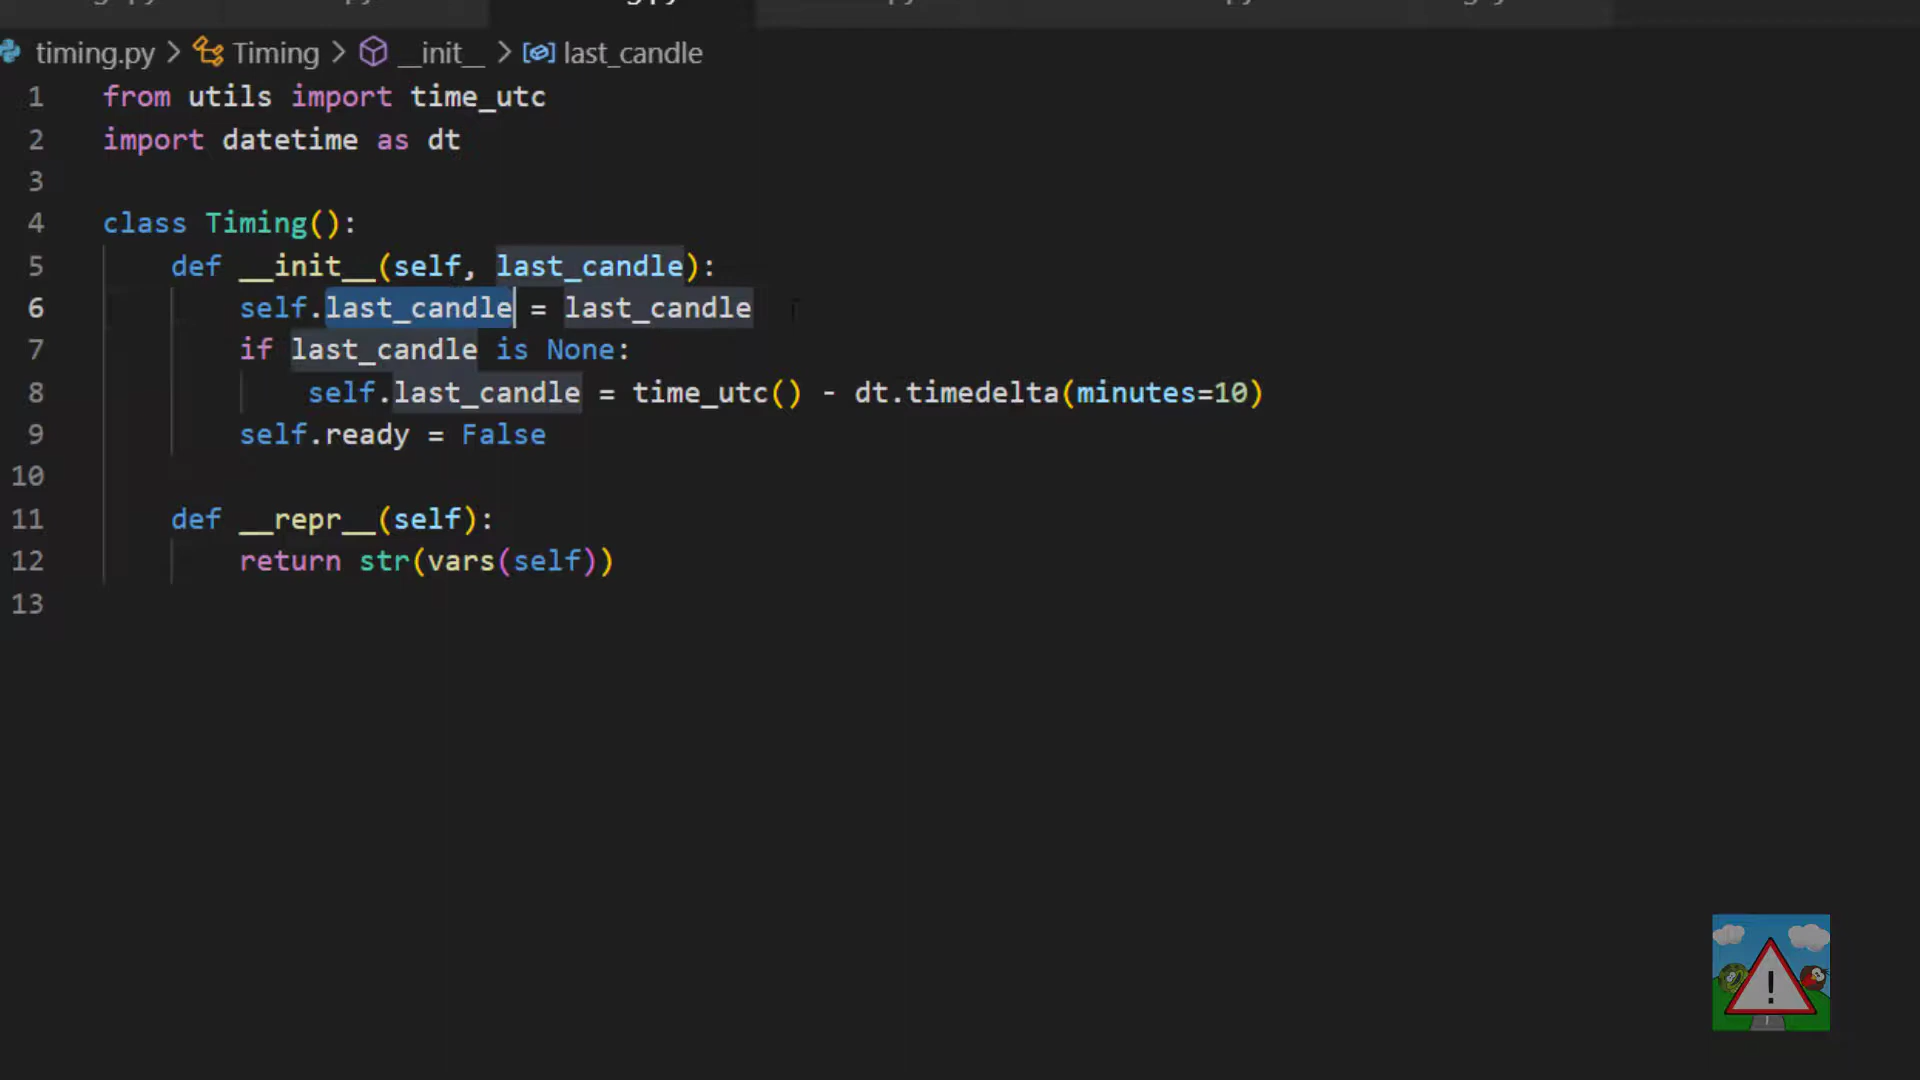 timing.py > Timing > __init__ > last_candle
1 from utils import time_utc
2 import datetime as dt
3
4 class Timing():
5     def __init__(self, last_candle):
6         self.last_candle = last_candle
7         if last_candle is None:
8             self.last_candle = time_utc() - dt.timedelta(minutes=10)
9         self.ready = False
10
11     def __repr__(self):
12         return str(vars(self))
13
!